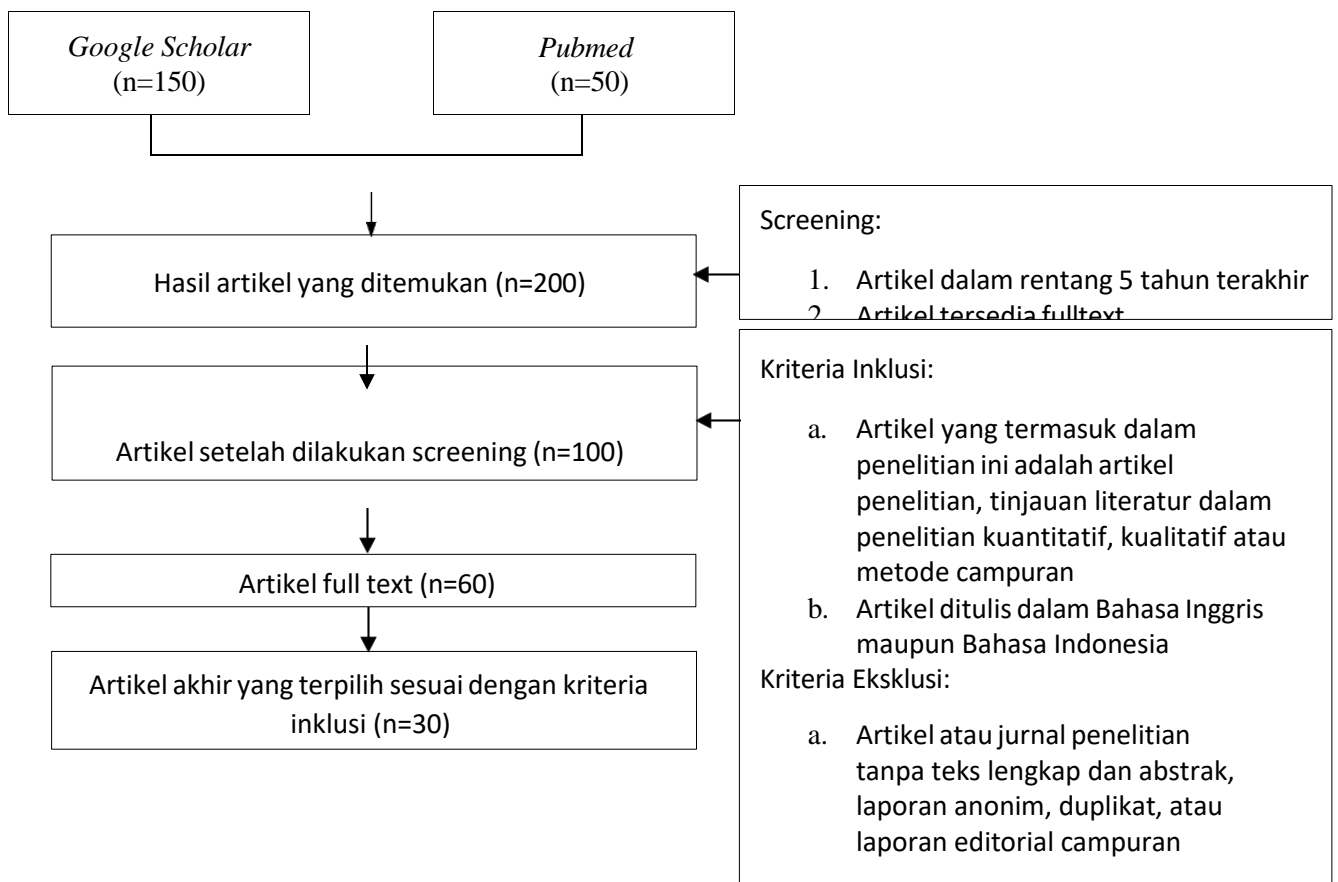 Google Scholar
(n=150)
Pubmed
(n=50)
Hasil artikel yang ditemukan (n=200)
Screening:
1. Artikel dalam rentang 5 tahun terakhir
2. Artikel tersedia fulltext
Artikel setelah dilakukan screening (n=100)
Kriteria Inklusi:
a. Artikel yang termasuk dalam
penelitian ini adalah artikel
penelitian, tinjauan literatur dalam
penelitian kuantitatif, kualitatif atau
metode campuran
b. Artikel ditulis dalam Bahasa Inggris
maupun Bahasa Indonesia
Kriteria Eksklusi:
a. Artikel atau jurnal penelitian
tanpa teks lengkap dan abstrak,
laporan anonim, duplikat, atau
laporan editorial campuran
Artikel full text (n=60)
Artikel akhir yang terpilih sesuai dengan kriteria
inklusi (n=30)